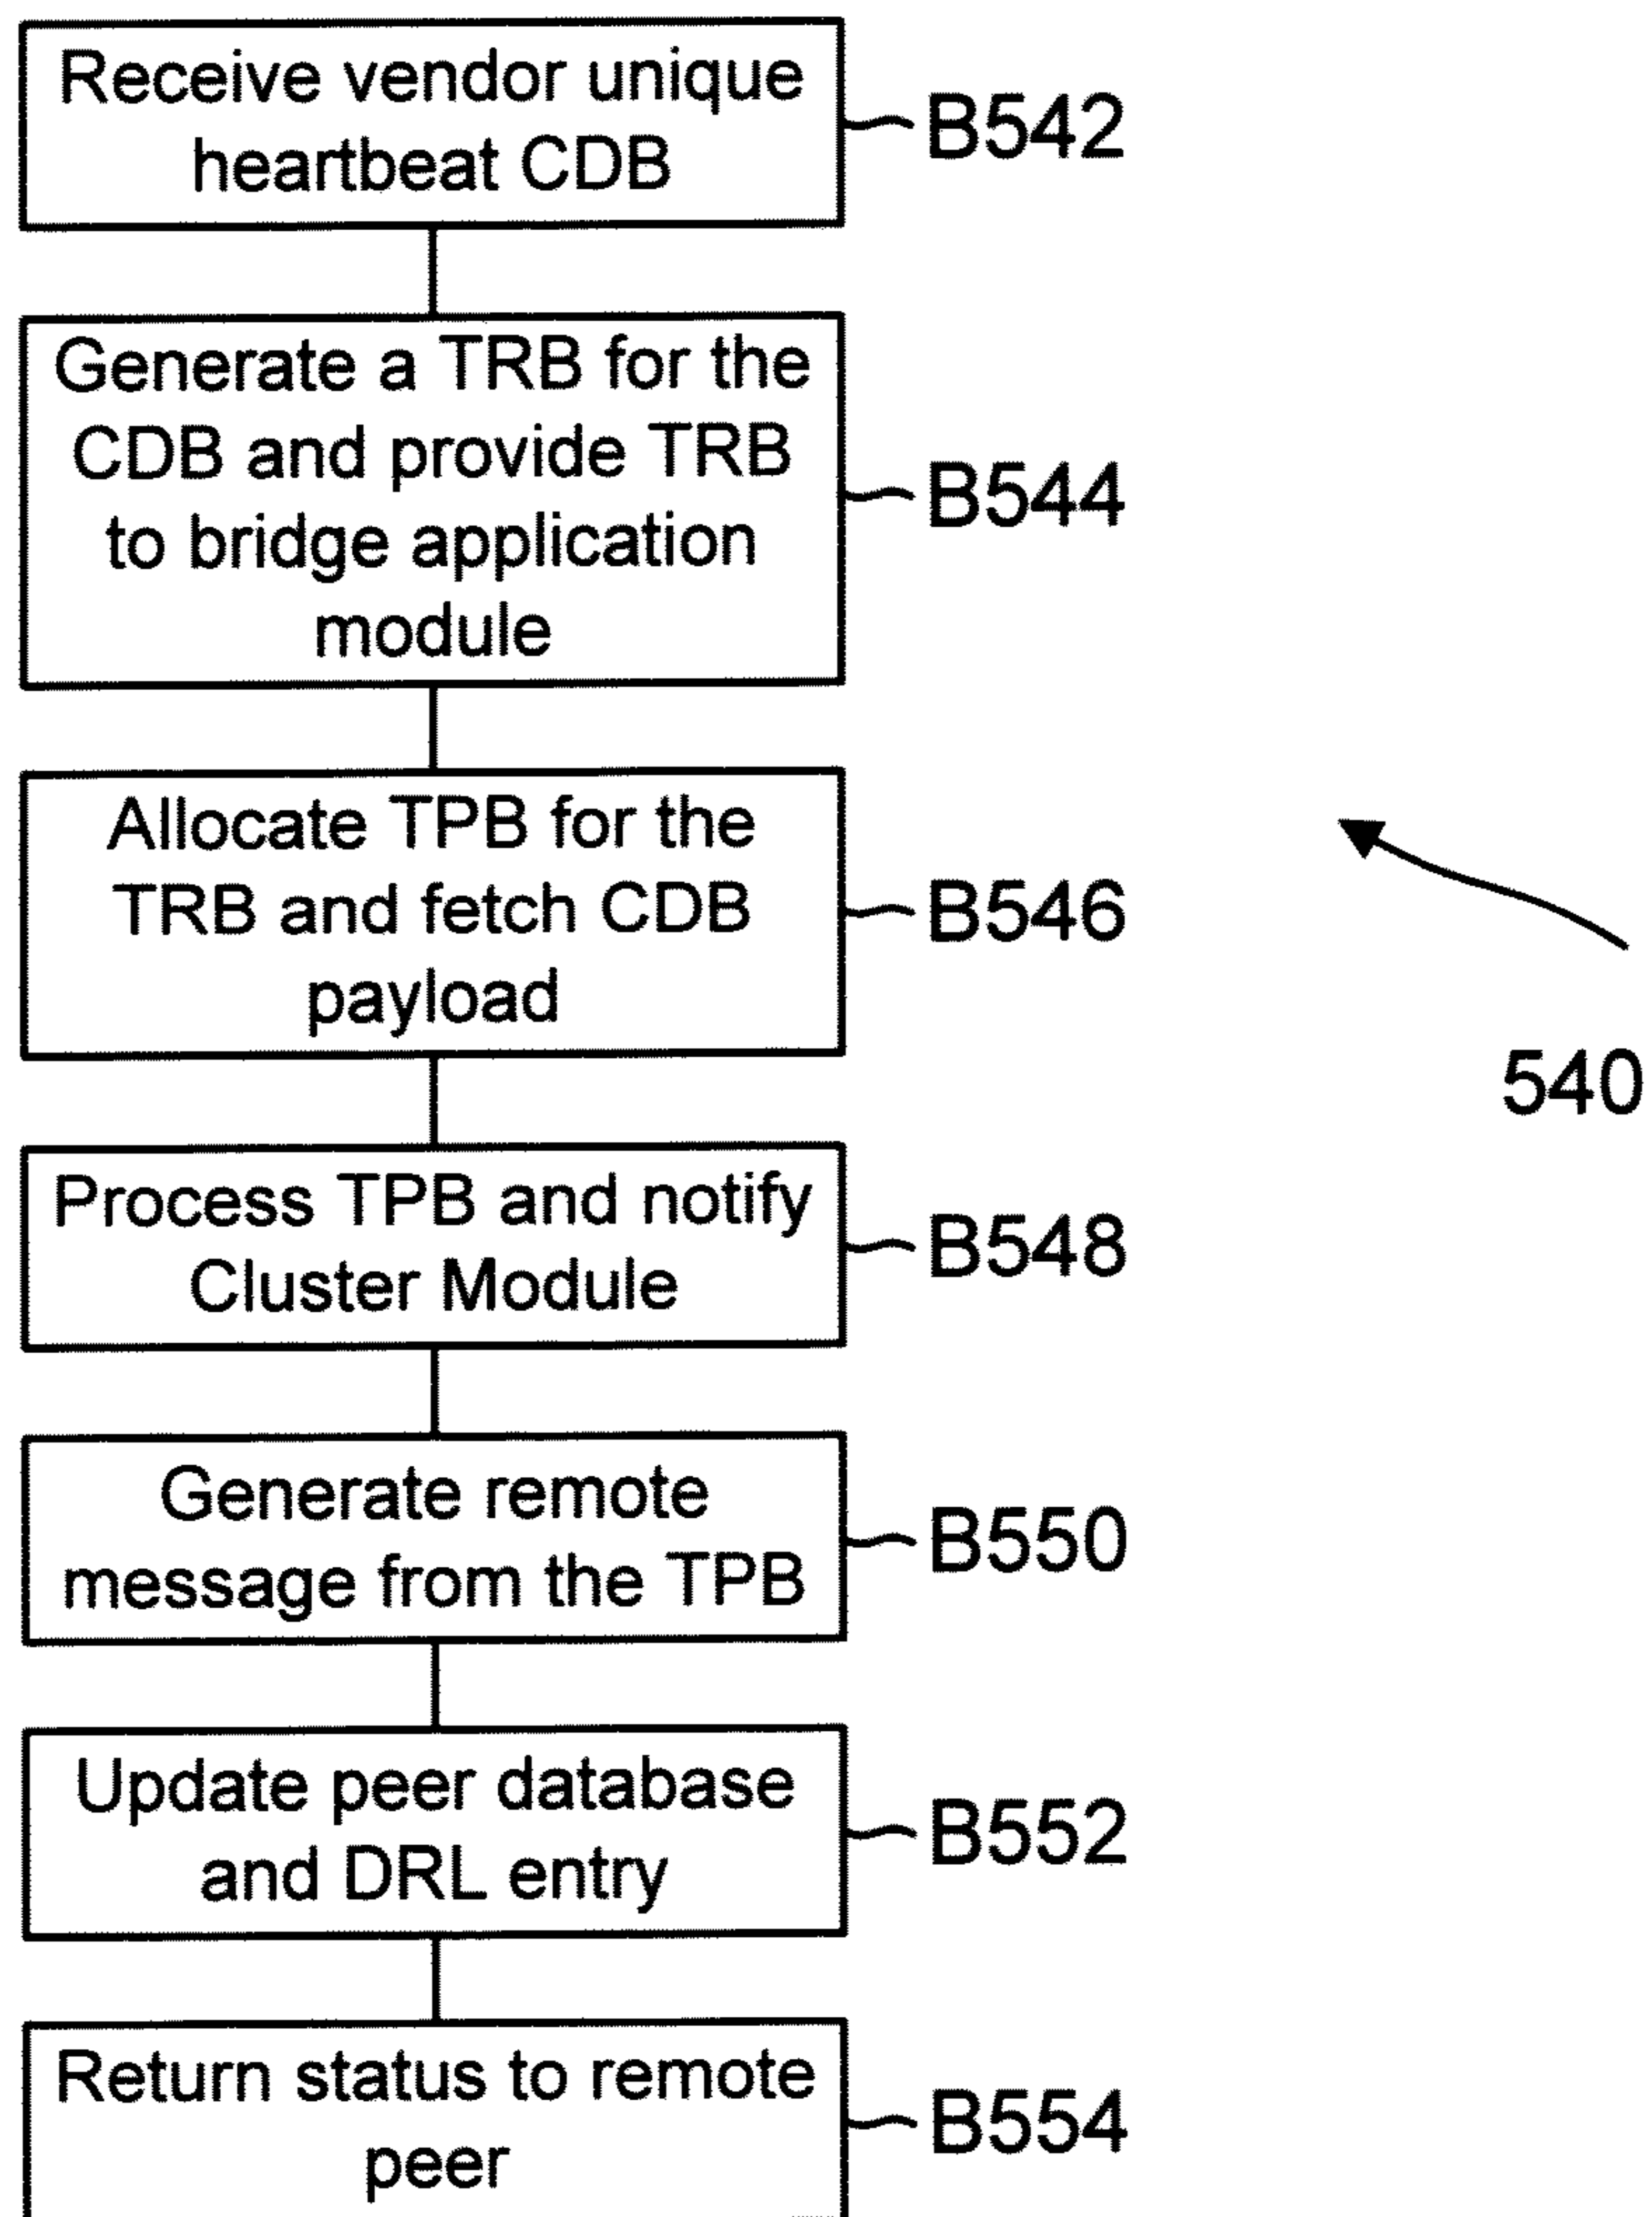 Receive vendor unique
heartbeat CDB
B542
Generate a TRB for the
CDB and provide TRB
to bridge application
module
B544
Allocate TPB for the
TRB and fetch CDB
payload
B546
540
Process TPB and notify
Cluster Module
B548
Generate remote
message from the TPB
B550
Update peer database
and DRL entry
B552
Return status to remote
peer
B554